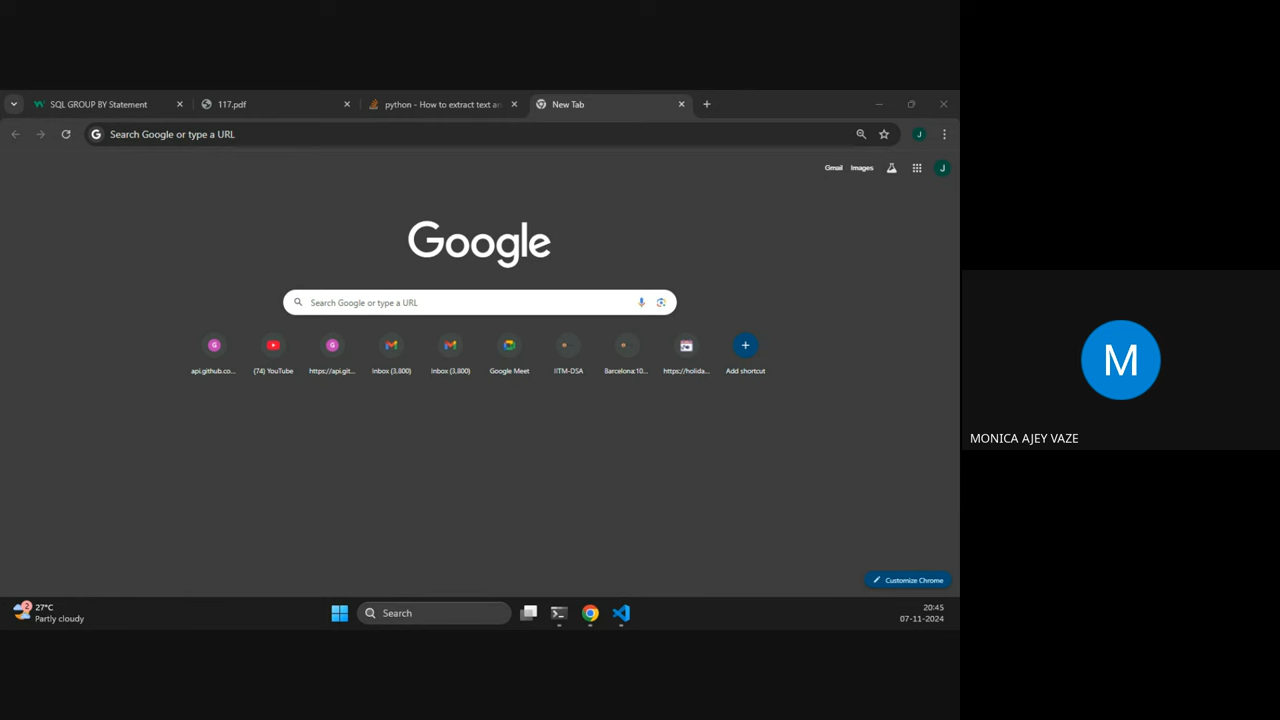 SQL GROUP BY Statement
117.pdf
python - How to extract text an
New Tab
Search Google or type a URL
J
Gmail
Images
J
Google
Search Google or type a URL
G
G
api.github.co...
(74) YouTube
https://api.git...
Inbox (3,800)
Inbox (3,800)
Google Meet
IITM-DSA
Barcelona:10...
https://holida...
Add shortcut
M
MONICA AJEY VAZE
Customize Chrome
2
27°C
Partly cloudy
Search
20:45
07-11-2024